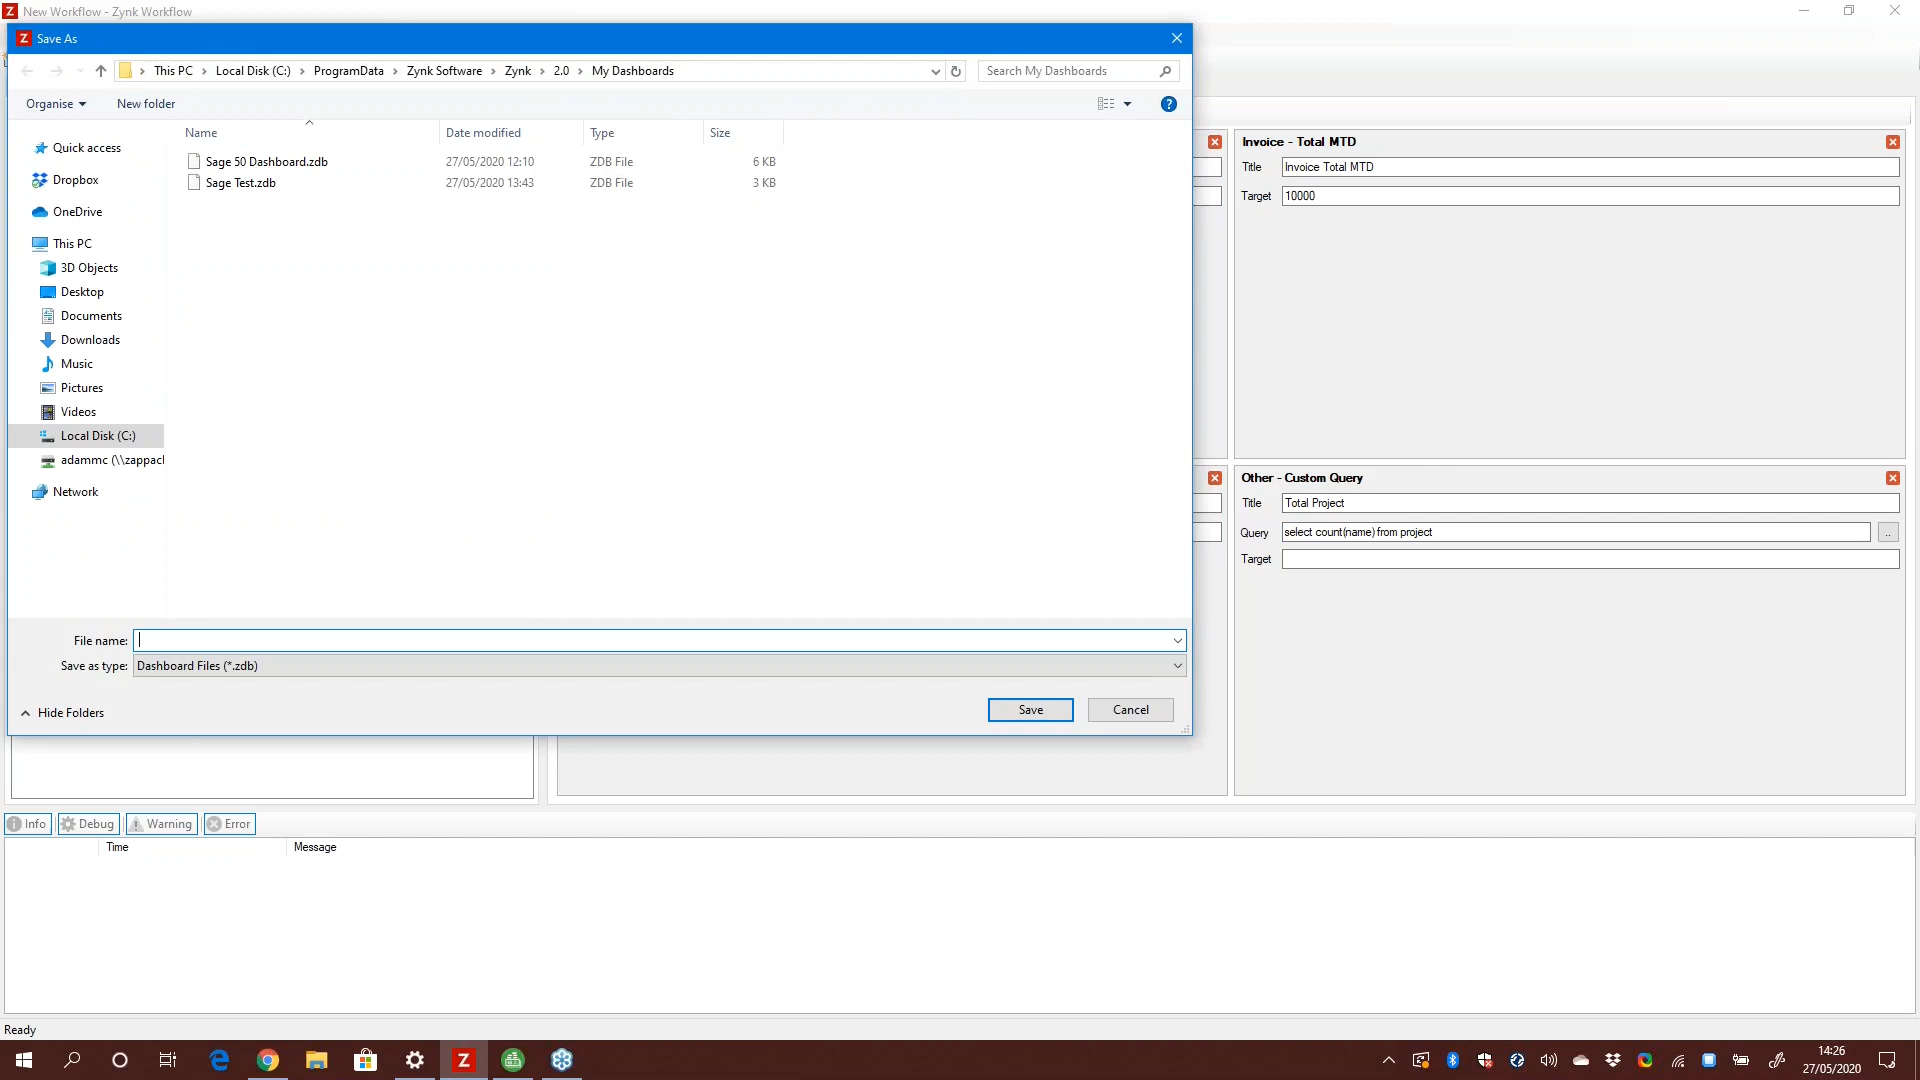 New Workflow - Zynk Workflow
Save As
This PC > Local Disk (C:) > ProgramData > Zynk Software > Zynk > 2.0 > My Dashboards
Search My Dashboards
Organise
New folder
Name Date modified Type Size
Sage 50 Dashboard.zdb 27/05/2020 12:10 ZDB File 6 KB
Sage Test.zdb 27/05/2020 13:43 ZDB File 3 KB
Quick access
Dropbox
OneDrive
This PC
3D Objects
Desktop
Documents
Downloads
Music
Pictures
Videos
Local Disk (C:)
adammc (\\zappacl
Network
File name:
Save as type: Dashboard Files (*.zdb)
Hide Folders
Save
Cancel
Invoice - Total MTD
Title Invoice Total MTD
Target 10000
Other - Custom Query
Title Total Project
Query select count(name) from project ..
Target
Info Debug Warning Error
Time Message
Ready
14:26
27/05/2020